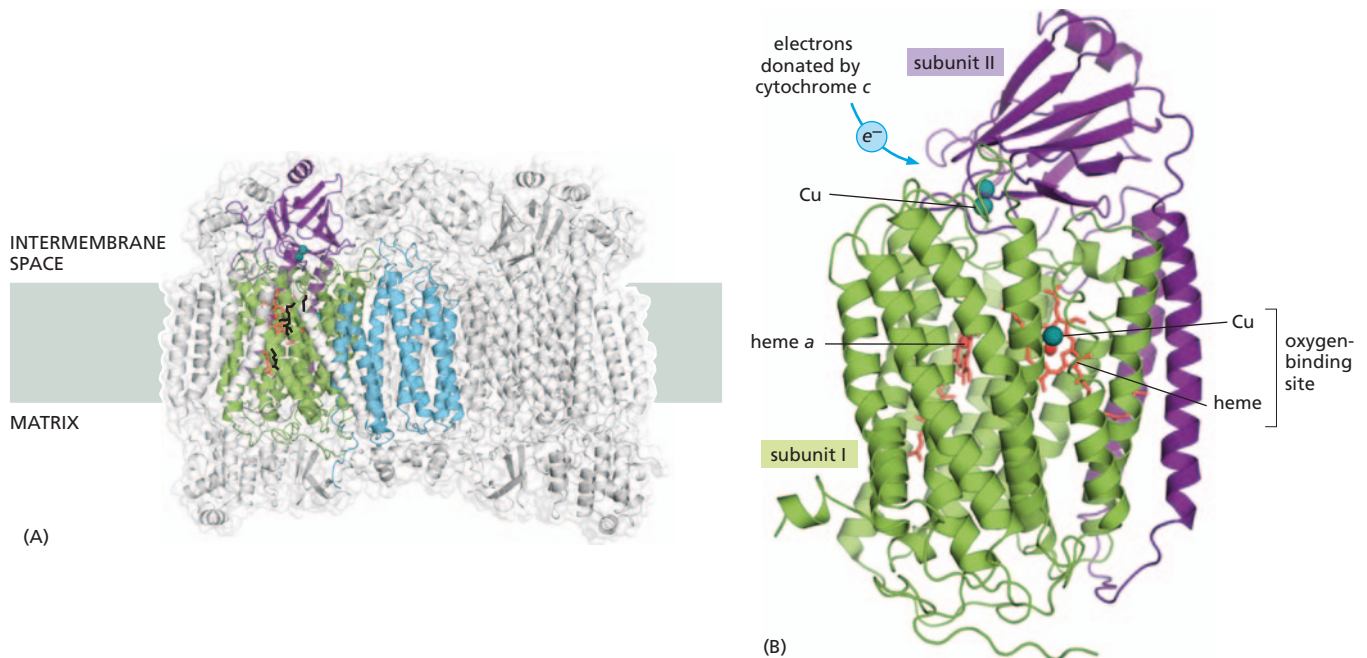 INTERMEMBRANE
SPACE
MATRIX
(A)
electrons
donated by
cytochrome c
e–
subunit II
Cu
heme a
subunit I
Cu
heme
oxygen-
binding
site
(B)